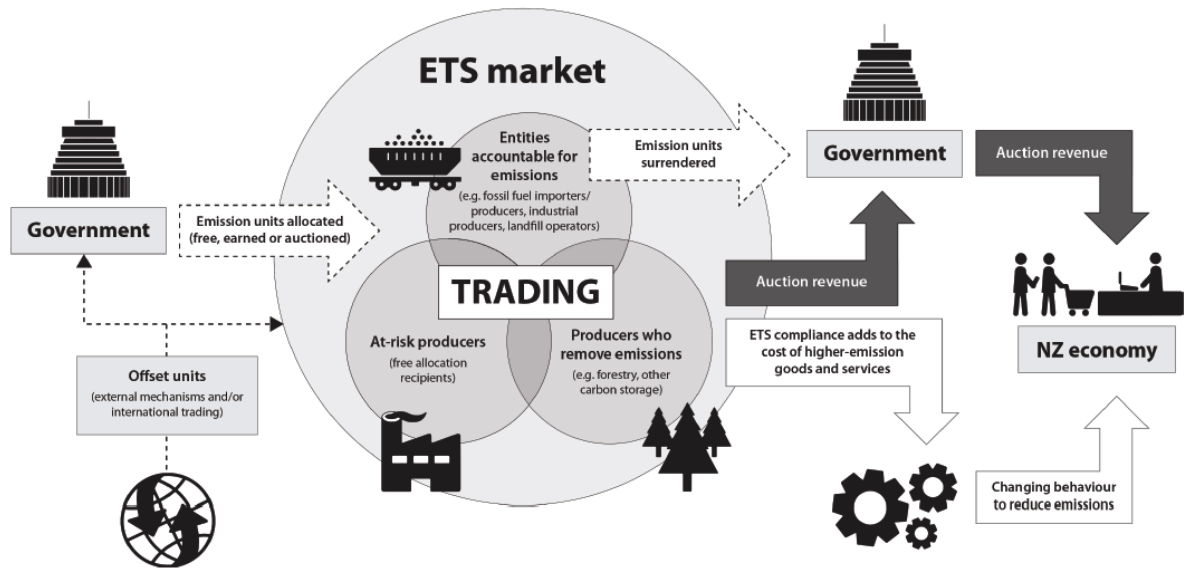 ETS market
Government
Emission units allocated
(free, earned or auctioned)
Offset units
(external mechanisms and/or
international trading)
Entities
accountable for
emissions
(e.g. fossil fuel importers/
producers, industrial
producers, landfill operators)
TRADING
At-risk producers
(free allocation
recipients)
Producers who
remove emissions
(e.g. forestry, other
carbon storage)
Emission units
surrendered
Government
Auction revenue
Auction revenue
ETS compliance adds to the
cost of higher-emission
goods and services
NZ economy
Changing behaviour
to reduce emissions